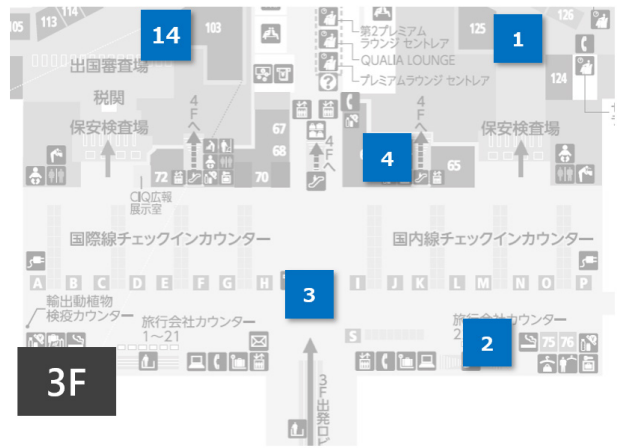 105
113
114
14
103
第2プレミアム
ラウンジ セントレア
QUALIA LOUNGE
プレミアムラウンジ セントレア
125
1
126
124
出国審査場
税関
保安検査場
4Fへ
67
68
72
70
4Fへ
4Fへ
4
65
保安検査場
CIQ広報
展示室
国際線チェックインカウンター
国内線チェックインカウンター
A B C D E F G H I J K L M N O P
3
輸出動植物
検疫カウンター
旅行会社カウンター
1～21
旅行会社カウンター
2
S
75 76
3F
3F出発ロビ